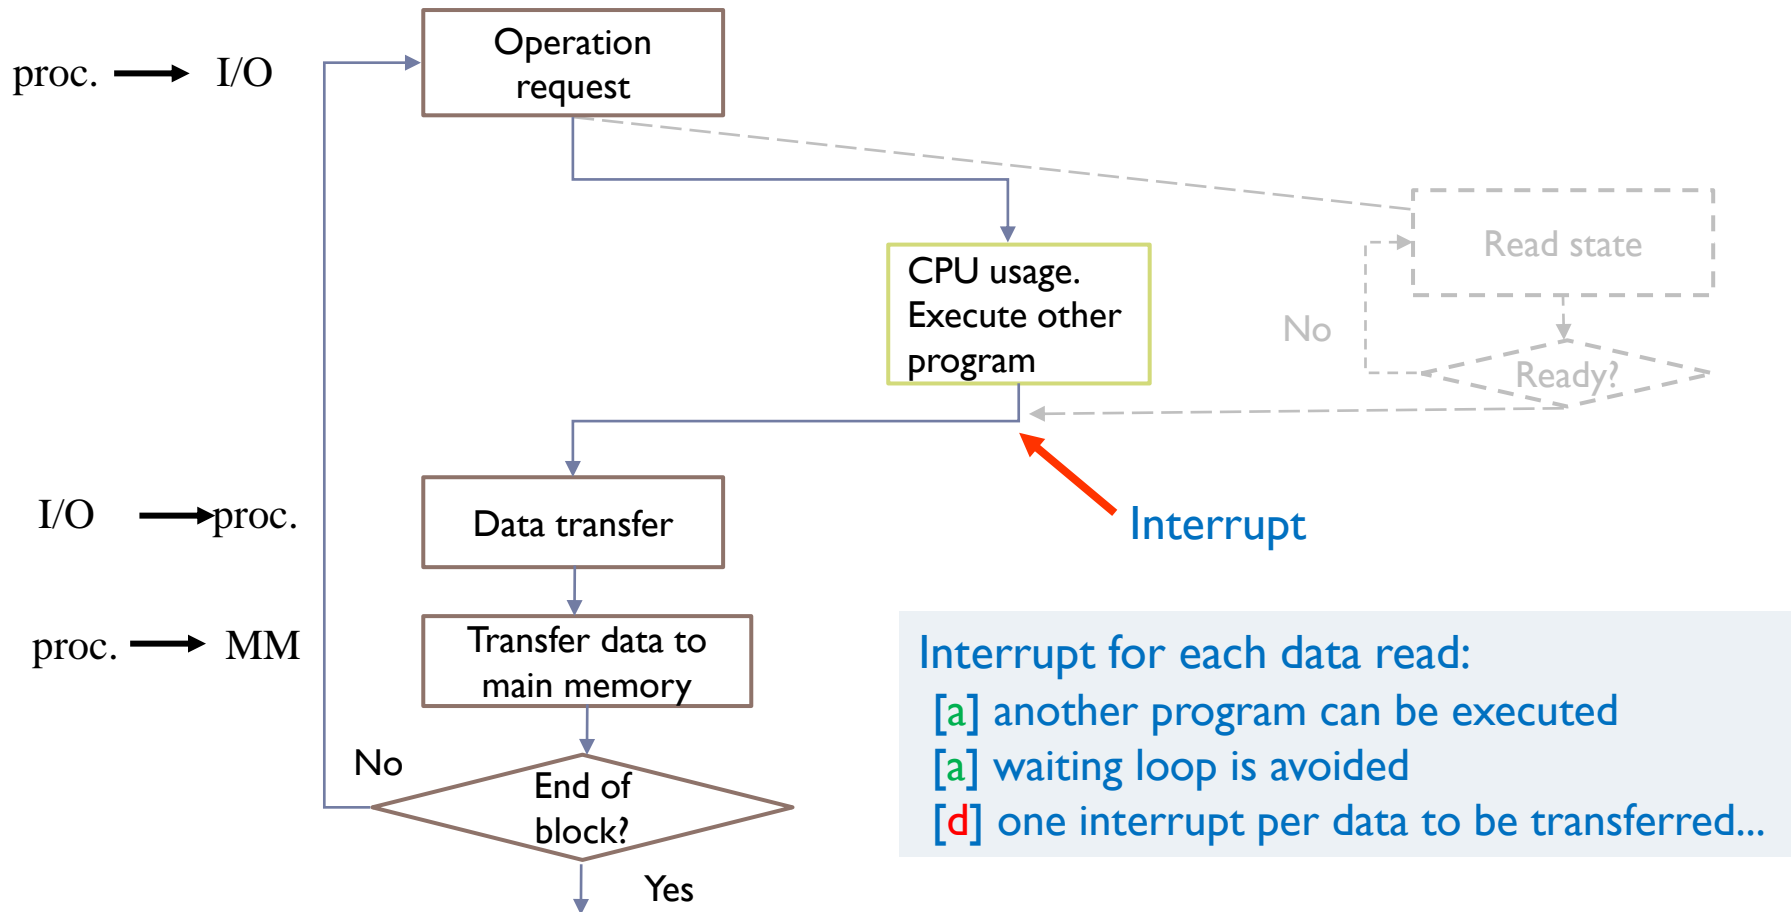 Operation
request
proc. I/O
Read state
CPU usage.
Execute other
program
No
Ready?
I/O proc.
Data transfer
Interrupt
proc. MM
Transfer data to
main memory
Interrupt for each data read:
[a] another program can be executed
[a] waiting loop is avoided
[d] one interrupt per data to be transferred...
No
End of
block?
Yes